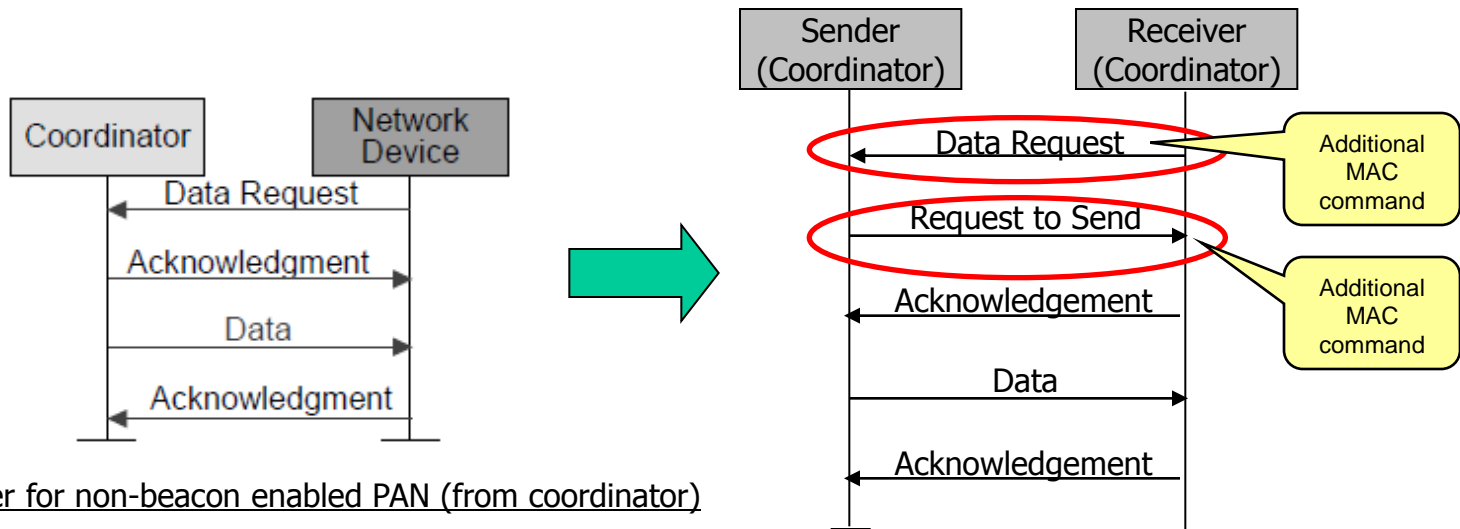 Coordinator
Network
Device
Data Request
Acknowledgment
Data
Acknowledgment
er for non-beacon enabled PAN (from coordinator)
Sender
(Coordinator)
Receiver
(Coordinator)
Data Request
Additional
MAC
command
Request to Send
Additional
MAC
command
Acknowledgement
Data
Acknowledgement